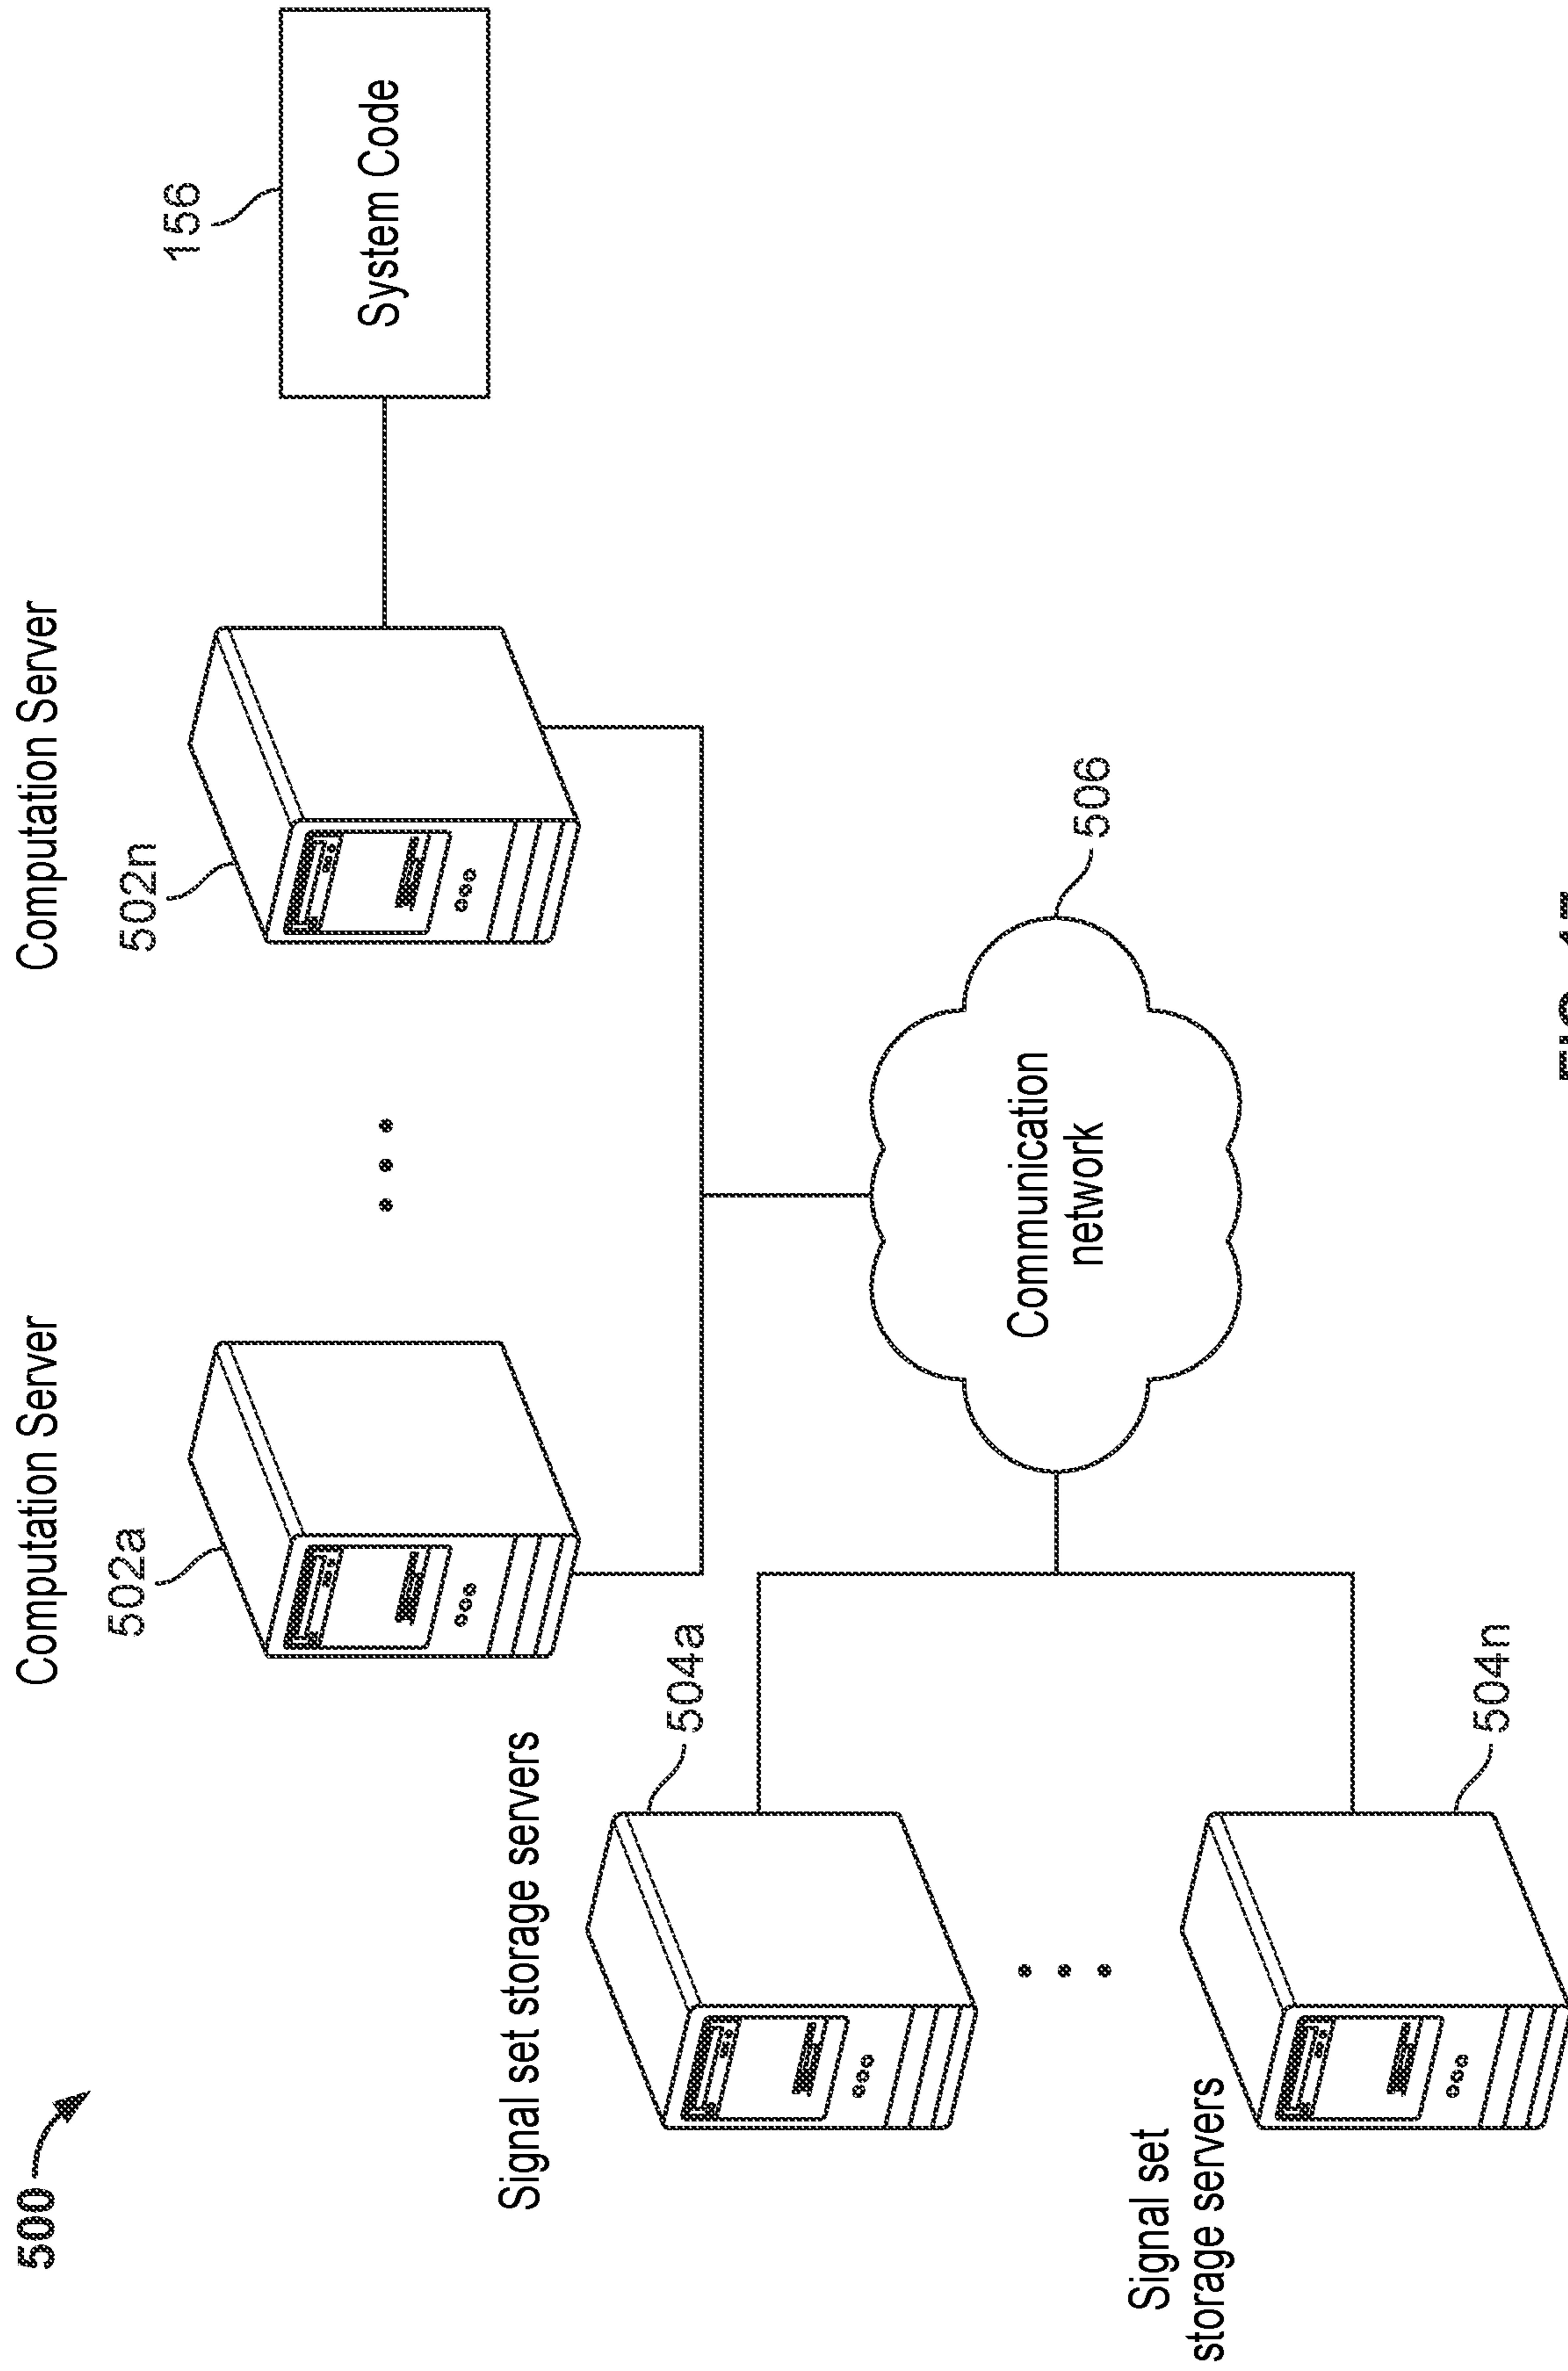 500
Computation Server
Computation Server
502a
502n
156
System Code
Signal set storage servers
504a
506
Communication
network
Signal set
storage servers
504n